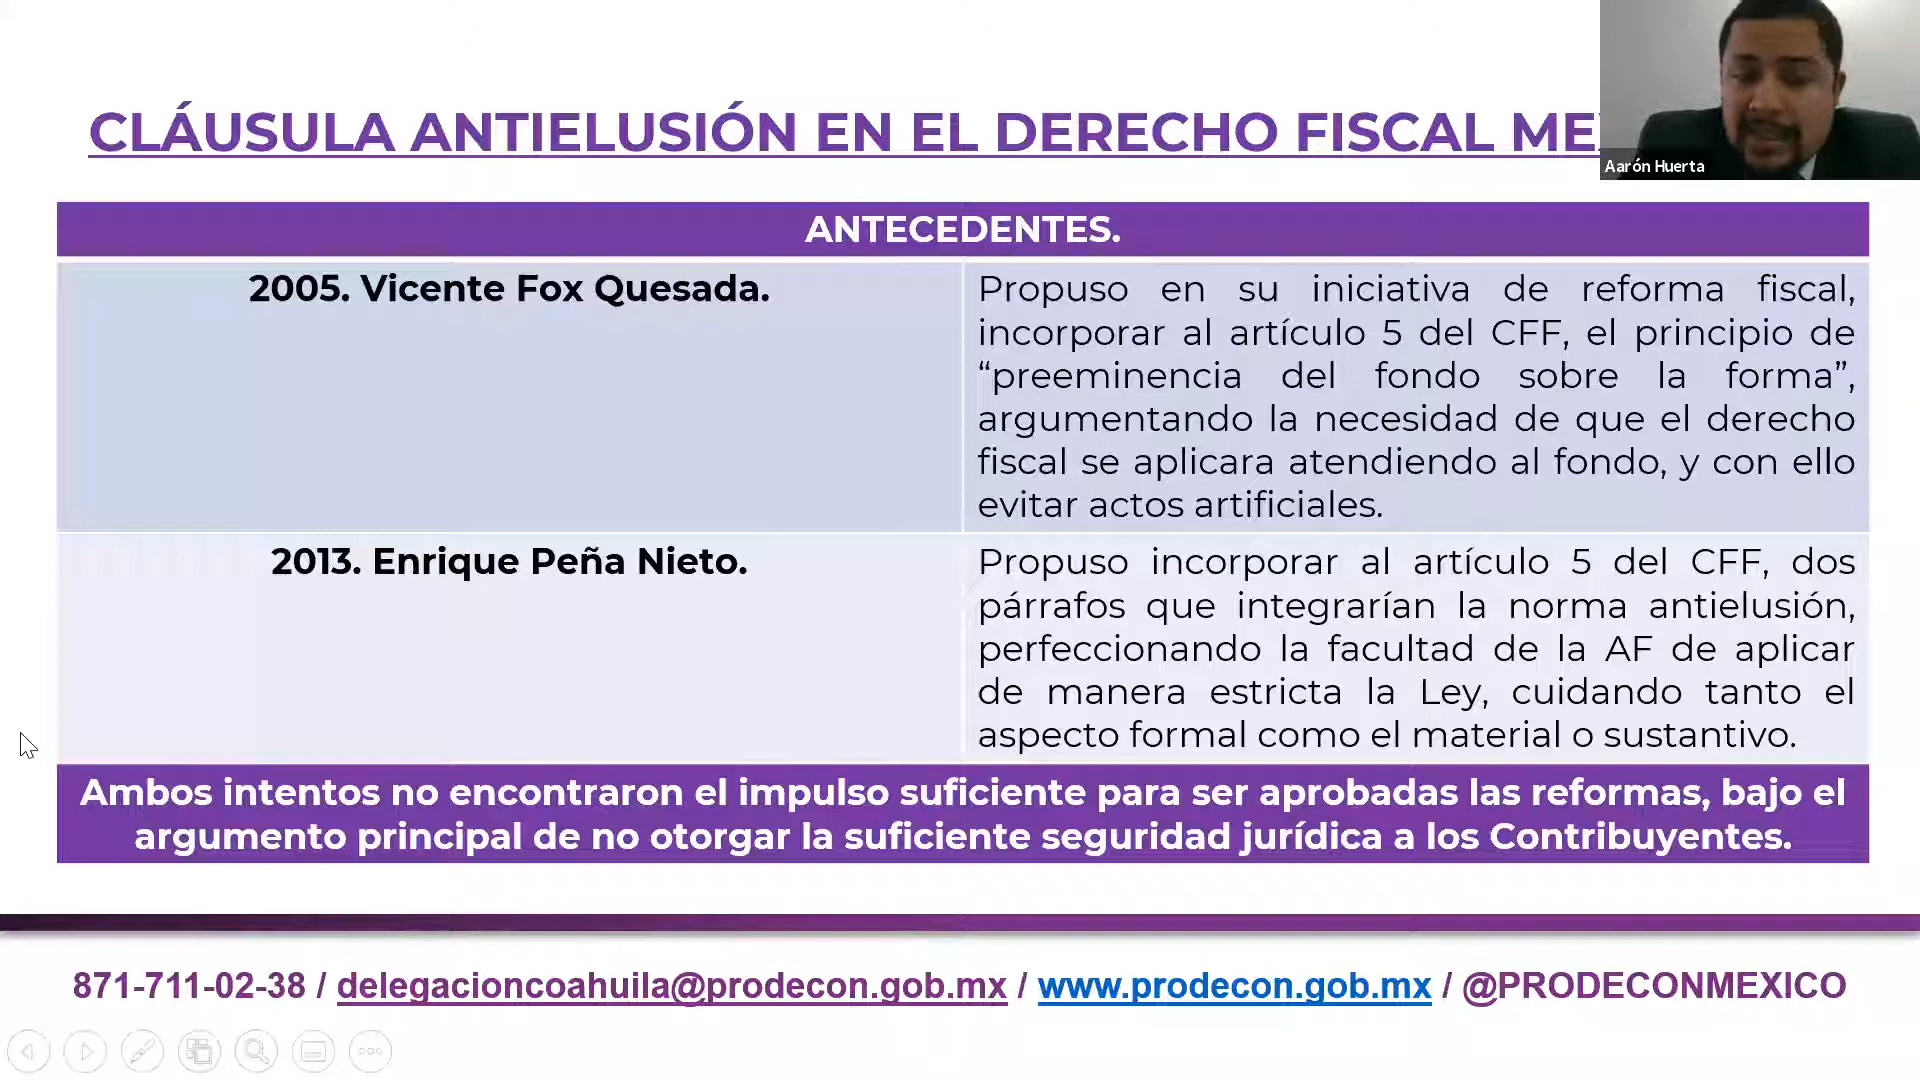 CLÁUSULA ANTIELUSIÓN EN EL DERECHO FISCAL ME
Aarón Huerta
ANTECEDENTES.
2005. Vicente Fox Quesada.
Propuso en su iniciativa de reforma fiscal,
incorporar al artículo 5 del CFF, el principio de
“preeminencia del fondo sobre la forma”,
argumentando la necesidad de que el derecho
fiscal se aplicara atendiendo al fondo, y con ello
evitar actos artificiales.
2013. Enrique Peña Nieto.
Propuso incorporar al artículo 5 del CFF, dos
párrafos que integrarían la norma antielusión,
perfeccionando la facultad de la AF de aplicar
de manera estricta la Ley, cuidando tanto el
aspecto formal como el material o sustantivo.
Ambos intentos no encontraron el impulso suficiente para ser aprobadas las reformas, bajo el
argumento principal de no otorgar la suficiente seguridad jurídica a los Contribuyentes.
871-711-02-38 / delegacioncoahuila@prodecon.gob.mx / www.prodecon.gob.mx / @PRODECONMEXICO